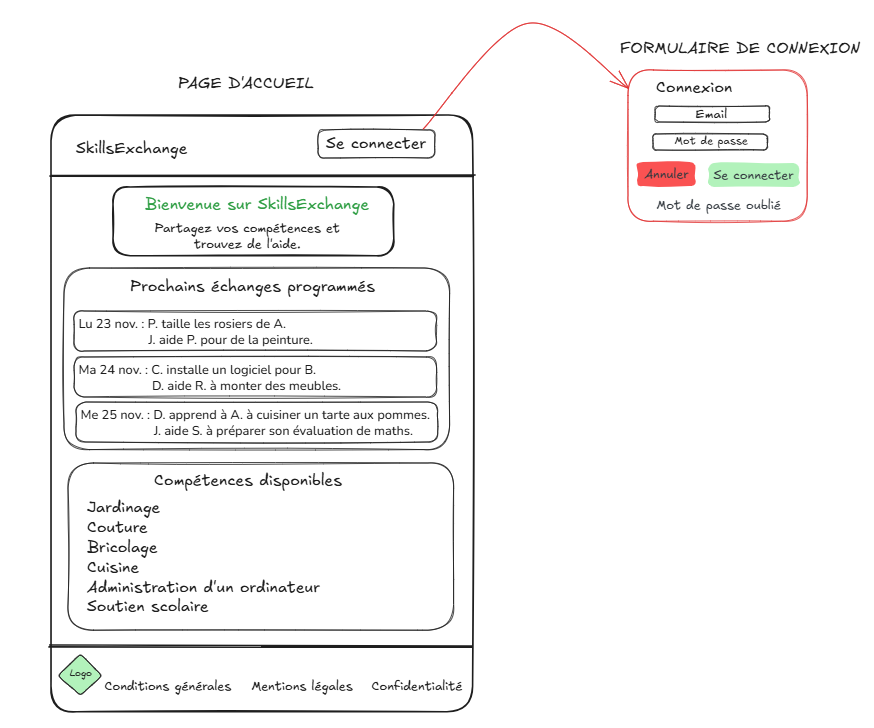 FORMULAIRE DE CONNEXION
PAGE D'ACCUEIL
Connexion
Email
Mot de passe
Annuler
Se connecter
Mot de passe oublié
SkillsExchange
Se connecter
Bienvenue sur SkillsExchange
Partagez vos compétences et
trouvez de l'aide.
Prochains échanges programmés
Lu 23 nov. : P. taille les rosiers de A.
J. aide P. pour de la peinture.
Ma 24 nov. : C. installe un logiciel pour B.
D. aide R. à monter des meubles.
Me 25 nov. : D. apprend à A. à cuisiner un tarte aux pommes.
J. aide S. à préparer son évaluation de maths.
Compétences disponibles
Jardinage
Couture
Bricolage
Cuisine
Administration d'un ordinateur
Soutien scolaire
Logo
Conditions générales
Mentions légales
Confidentialité